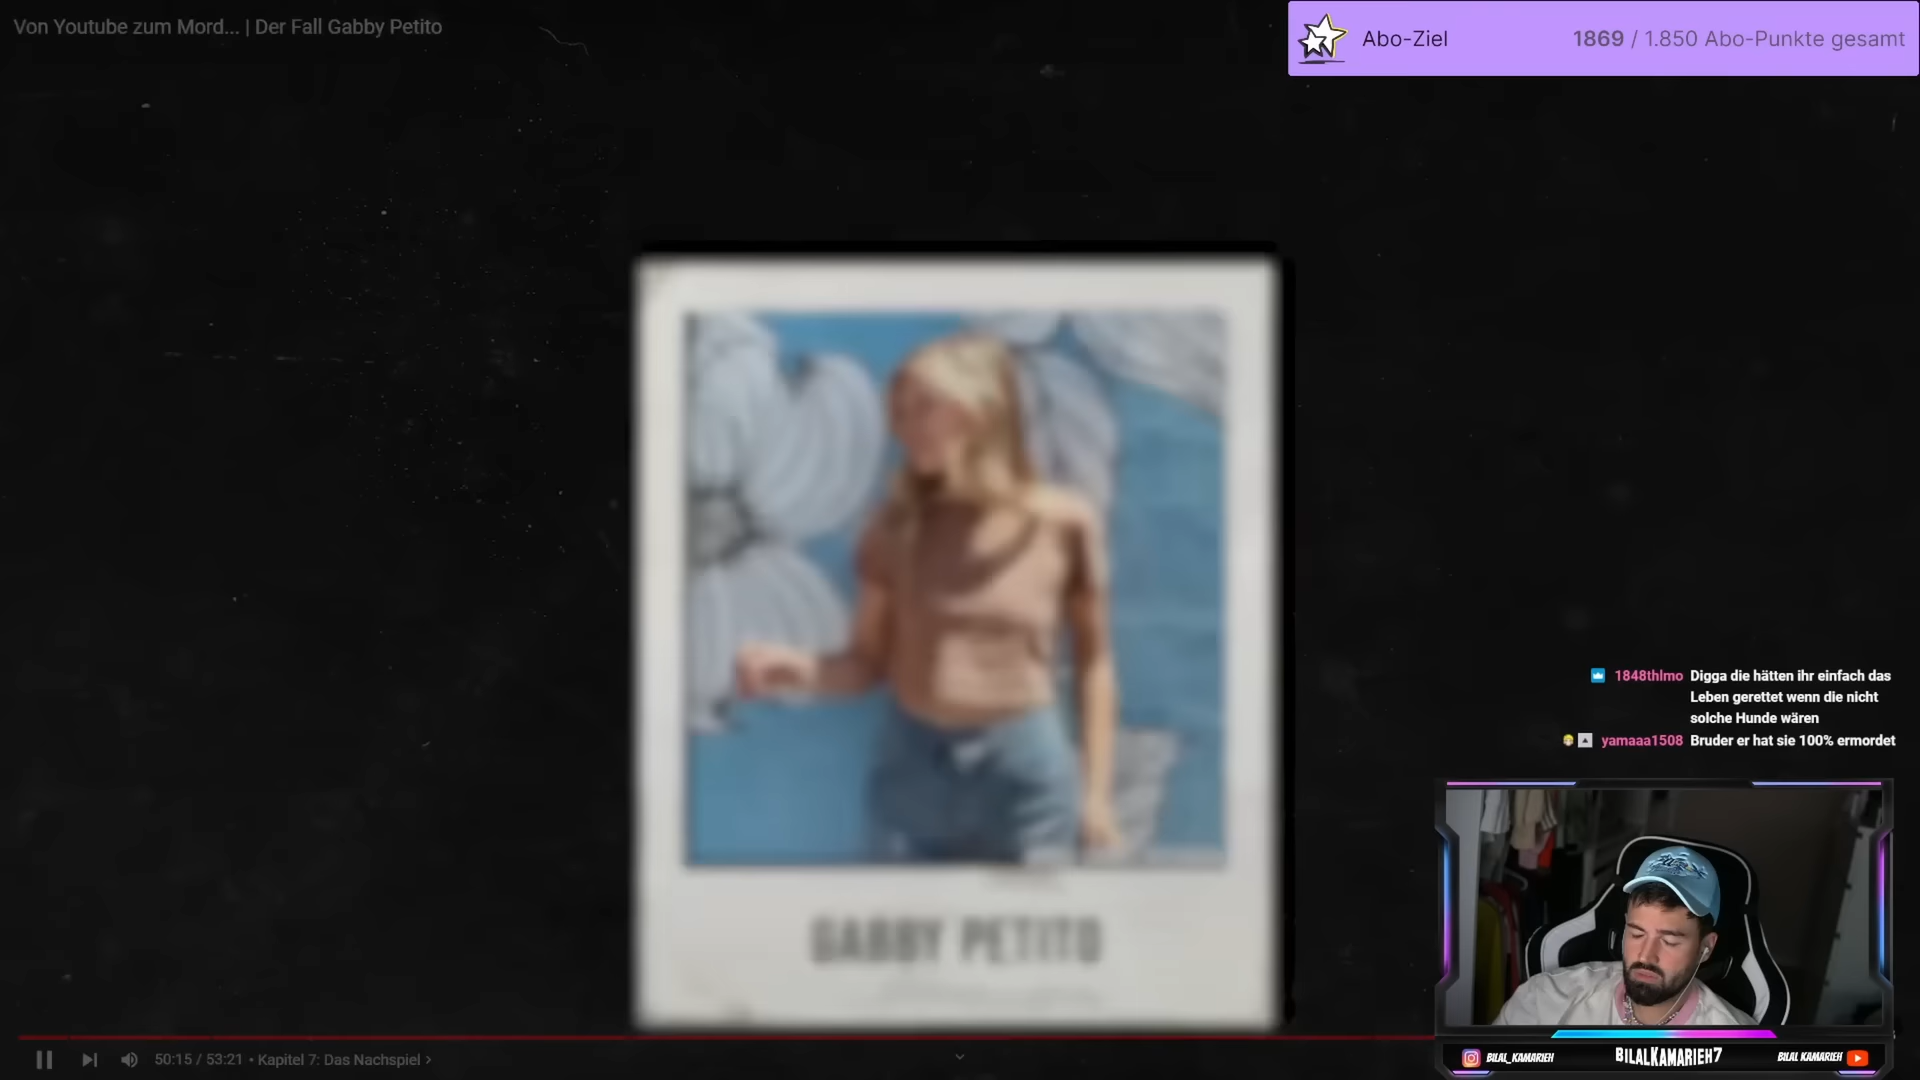 Von Youtube zum Mord... | Der Fall Gabby Petito
Abo-Ziel
1869 / 1.850 Abo-Punkte gesamt
GABBY PETITO
1848thlmo Digga die hätten ihr einfach das
Leben gerettet wenn die nicht
solche Hunde wären
yamaaa1508 Bruder er hat sie 100% ermordet
50:15 / 53:21 • Kapitel 7: Das Nachspiel >
BILAL_KAMARIEH
BILALKAMARIEH7
BILAL KAMARIEH